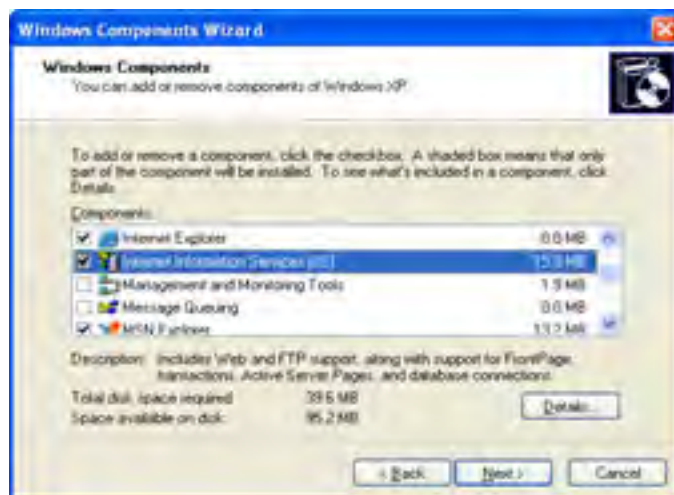 Windows Components Wizard
Windows Components
You can add or remove components of Windows XP.
To add or remove a component, click the checkbox. A shaded box means that only
part of the component will be installed. To see what's included in a component, click
Details.
Components:
Internet Explorer 0.0 MB
Internet Information Services (IIS)
Management and Monitoring Tools 1.9 MB
Message Queuing 0.0 MB
MSN Explorer 13.2 MB
Description: Includes Web and FTP support, along with support for FrontPage,
transactions, Active Server Pages, and database connections.
Total disk space required: 39.6 MB
Space available on disk: 95.2 MB
Details...
< Back
Next >
Cancel